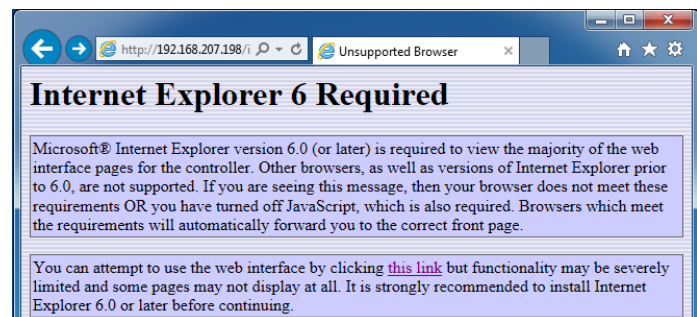 http://192.168.207.198/i
Unsupported Browser
Internet Explorer 6 Required
Microsoft® Internet Explorer version 6.0 (or later) is required to view the majority of the web
interface pages for the controller. Other browsers, as well as versions of Internet Explorer prior
to 6.0, are not supported. If you are seeing this message, then your browser does not meet these
requirements OR you have turned off JavaScript, which is also required. Browsers which meet
the requirements will automatically forward you to the correct front page.
You can attempt to use the web interface by clicking this link but functionality may be severely
limited and some pages may not display at all. It is strongly recommended to install Internet
Explorer 6.0 or later before continuing.